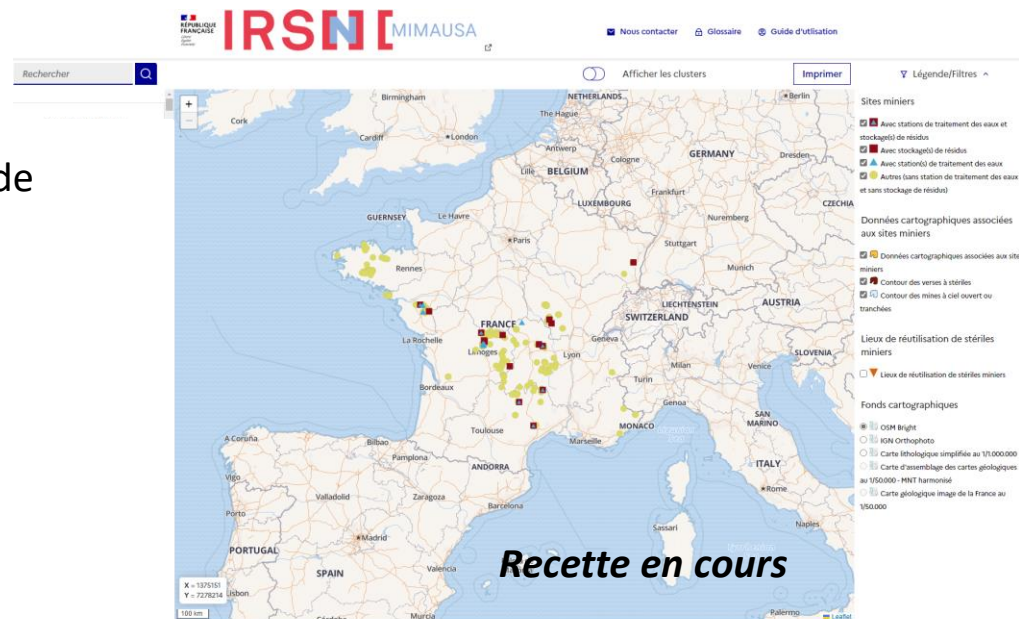 RÉPUBLIQUE
FRANÇAISE
IRSN
MIMAUSA
Nous contacter
Glossaire
Guide d'utlisation
Rechercher
Afficher les clusters
Imprimer
Légende/Filtres
de
+
−
Birmingham
NETHERLANDS
Berlin
Cork
The Hague
Cardiff
London
Antwerp
Cologne
GERMANY
Dresden
Lille
BELGIUM
Frankfurt
LUXEMBOURG
CZECHIA
GUERNSEY
Le Havre
Nuremberg
Paris
Stuttgart
Rennes
Munich
LIECHTENSTEIN
AUSTRIA
FRANCE
SWITZERLAND
La Rochelle
Geneva
Limoges
Lyon
SLOVENIA
Milan
Venice
Bordeaux
Turin
Genoa
SAN
MARINO
Toulouse
MONACO
Marseille
A Coruña
Bilbao
Pamplona
ANDORRA
ITALY
Vigo
Rome
Valladolid
Zaragoza
Porto
Barcelona
Sassari
Naples
Madrid
PORTUGAL
SPAIN
Valencia
Recette en cours
X = 1375151
Y = 7278214
Lisbon
100 km
Córdoba
Murcia
Palermo
Leaflet
Sites miniers
Avec stations de traitement des eaux et
stockage(s) de résidus
Avec stockage(s) de résidus
Avec station(s) de traitement des eaux
Autres (sans station de traitement des eaux
et sans stockage de résidus)
Données cartographiques associées
aux sites miniers
Données cartographiques associées aux site
miniers
Contour des verses à stériles
Contour des mines à ciel ouvert ou
tranchées
Lieux de réutilisation de stériles
miniers
Lieux de réutilisation de stériles miniers
Fonds cartographiques
OSM Bright
IGN Orthophoto
Carte lithologique simplifiée au 1/1.000.000
Carte d'assemblage des cartes géologiques
au 1/50.000 - MNT harmonisé
Carte géologique image de la France au
1/50.000